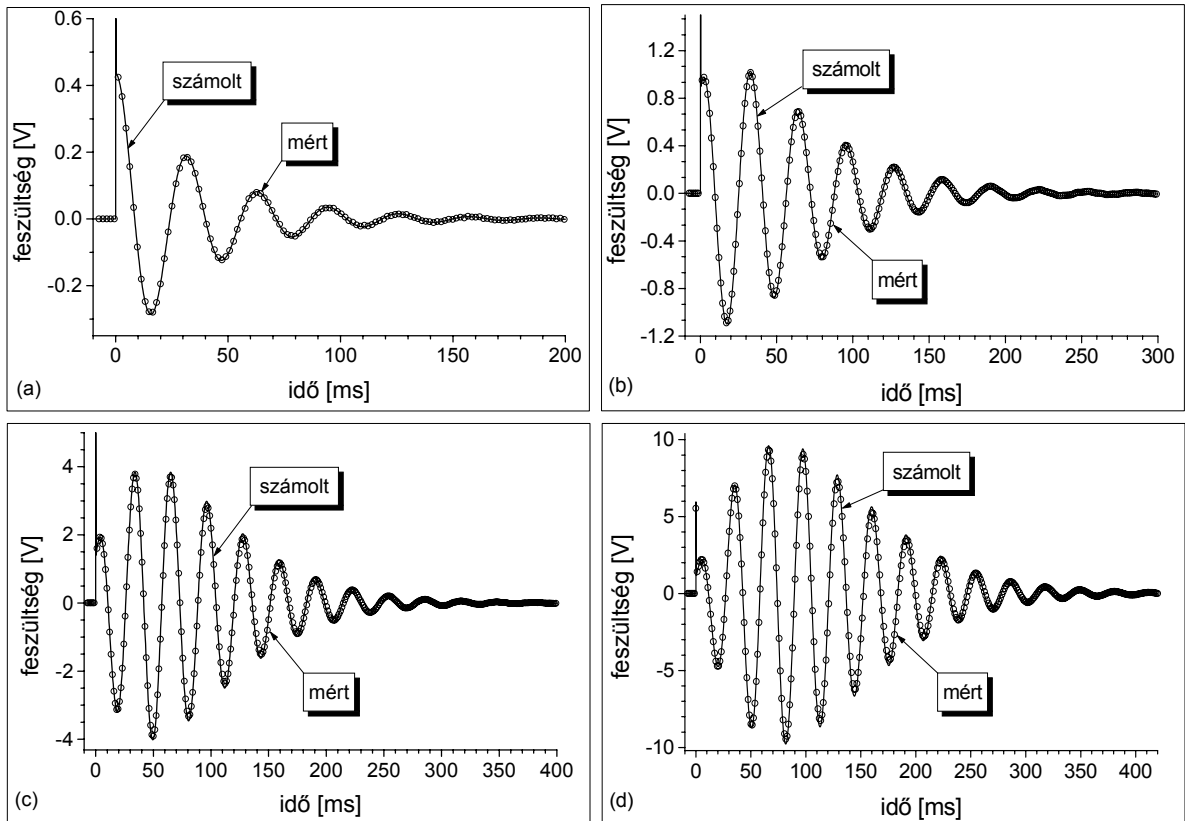 0.6
0.4
0.2
0.0
-0.2
feszültség [V]
számolt
mért
0
50
100
150
200
idő [ms]
(a)
1.2
0.8
0.4
0.0
-0.4
-0.8
-1.2
feszültség [V]
számolt
mért
0
50
100
150
200
250
300
idő [ms]
(b)
4
2
0
-2
-4
feszültség [V]
számolt
mért
0
50
100
150
200
250
300
350
400
idő [ms]
(c)
10
5
0
-5
-10
feszültség [V]
számolt
mért
0
50
100
150
200
250
300
350
400
idő [ms]
(d)